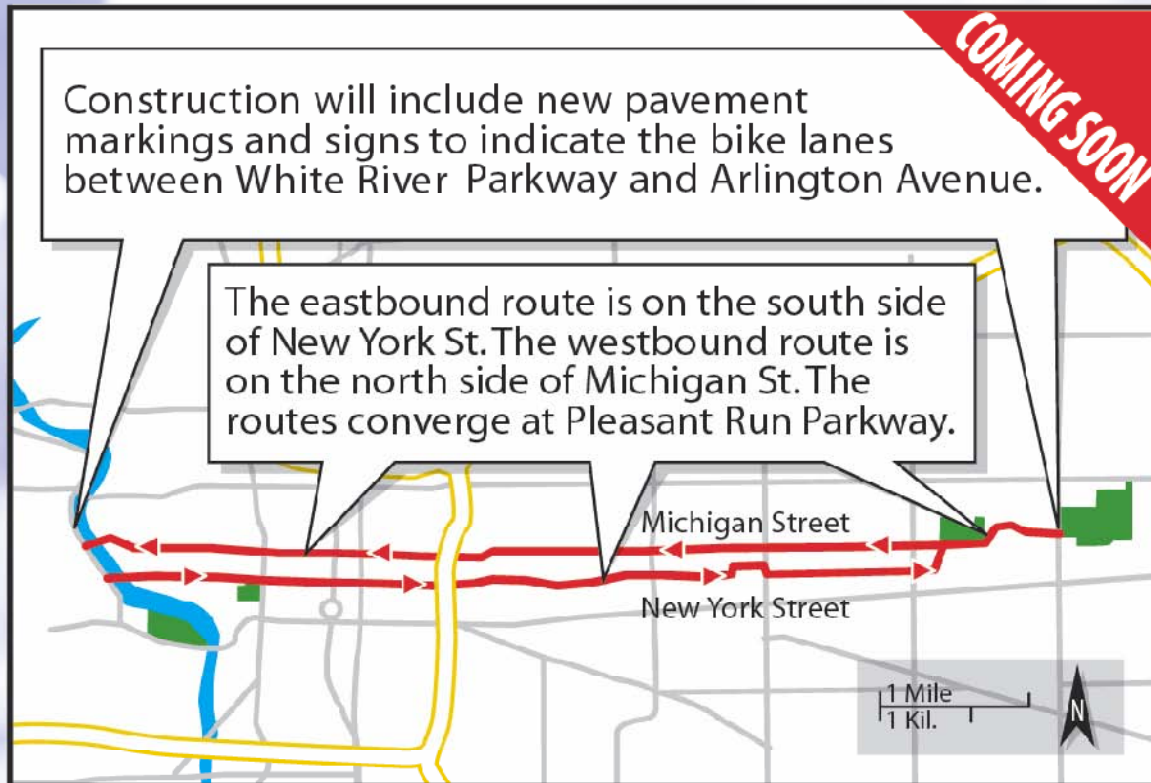 COMING SOON
Construction will include new pavement
markings and signs to indicate the bike lanes
between White River Parkway and Arlington Avenue.
The eastbound route is on the south side
of New York St. The westbound route is
on the north side of Michigan St. The
routes converge at Pleasant Run Parkway.
Michigan Street
New York Street
1 Mile
1 Kil.
N